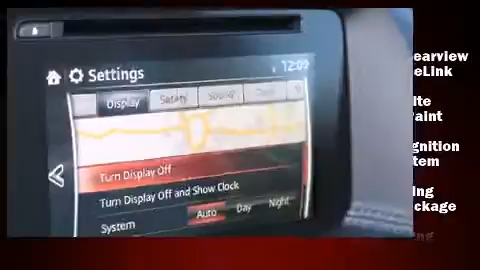 Settings
12:09
Display
Safety
Sound
Turn Display Off
Turn Display Off and Show Clock
System
Auto
Day
Night
earview
eLink
ite
aint
gnition
tem
ing
ckage
ing